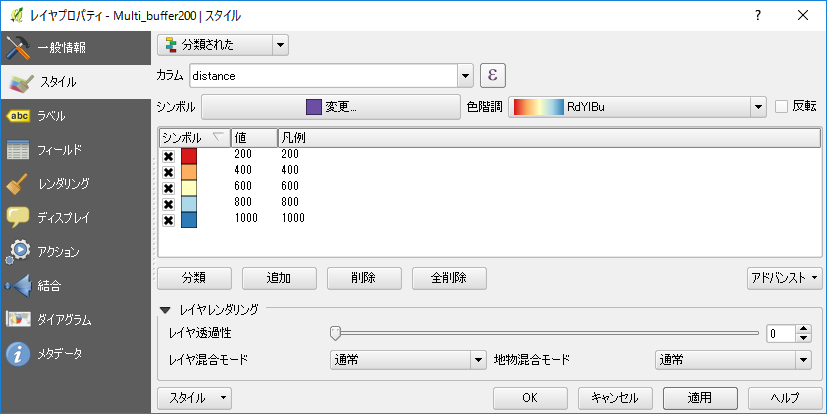 レイヤプロパティ - Multi_buffer200 | スタイル
?
一般情報
スタイル
abc ラベル
フィールド
レンダリング
ディスプレイ
アクション
結合
ダイアグラム
メタデータ
分類された
カラム distance ε
シンボル 変更... 色階調 RdYlBu 反転
シンボル 値 凡例
200 200
400 400
600 600
800 800
1000 1000
分類 追加 削除 全削除 アドバンスト
レイヤレンダリング
レイヤ透過性 0
レイヤ混合モード 通常 地物混合モード 通常
スタイル OK キャンセル 適用 ヘルプ